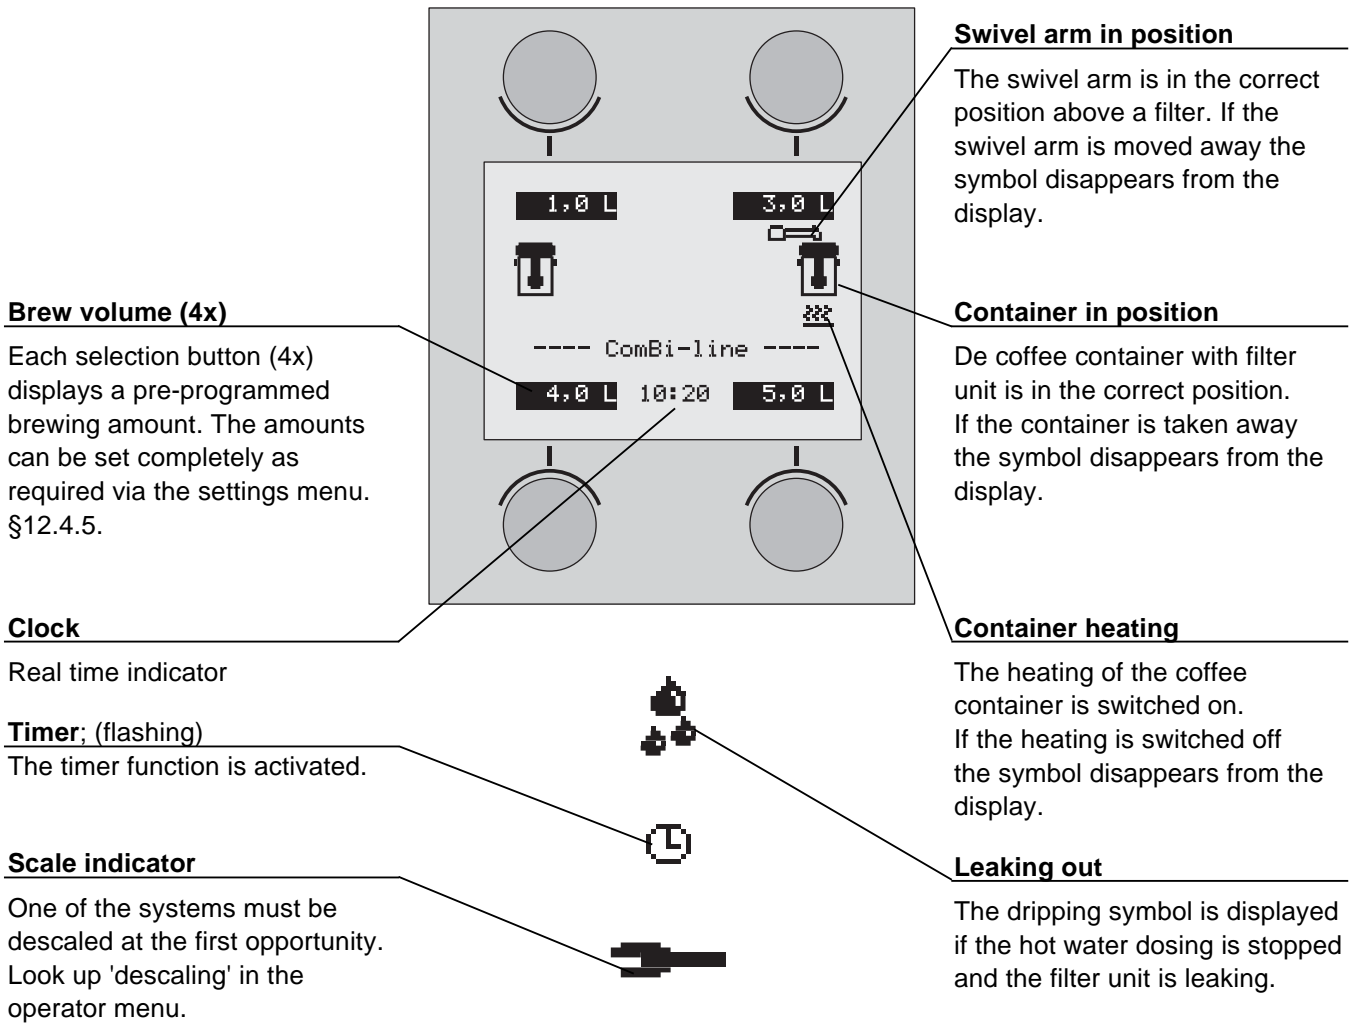 Swivel arm in position
The swivel arm is in the correct
position above a filter. If the
swivel arm is moved away the
symbol disappears from the
display.
1,0 L
3,0 L
---- ComBi-line ----
4,0 L
10:20
5,0 L
Brew volume (4x)
Each selection button (4x)
displays a pre-programmed
brewing amount. The amounts
can be set completely as
required via the settings menu.
§12.4.5.
Container in position
De coffee container with filter
unit is in the correct position.
If the container is taken away
the symbol disappears from the
display.
Clock
Real time indicator
Timer; (flashing)
The timer function is activated.
Container heating
The heating of the coffee
container is switched on.
If the heating is switched off
the symbol disappears from the
display.
Scale indicator
One of the systems must be
descaled at the first opportunity.
Look up 'descaling' in the
operator menu.
Leaking out
The dripping symbol is displayed
if the hot water dosing is stopped
and the filter unit is leaking.